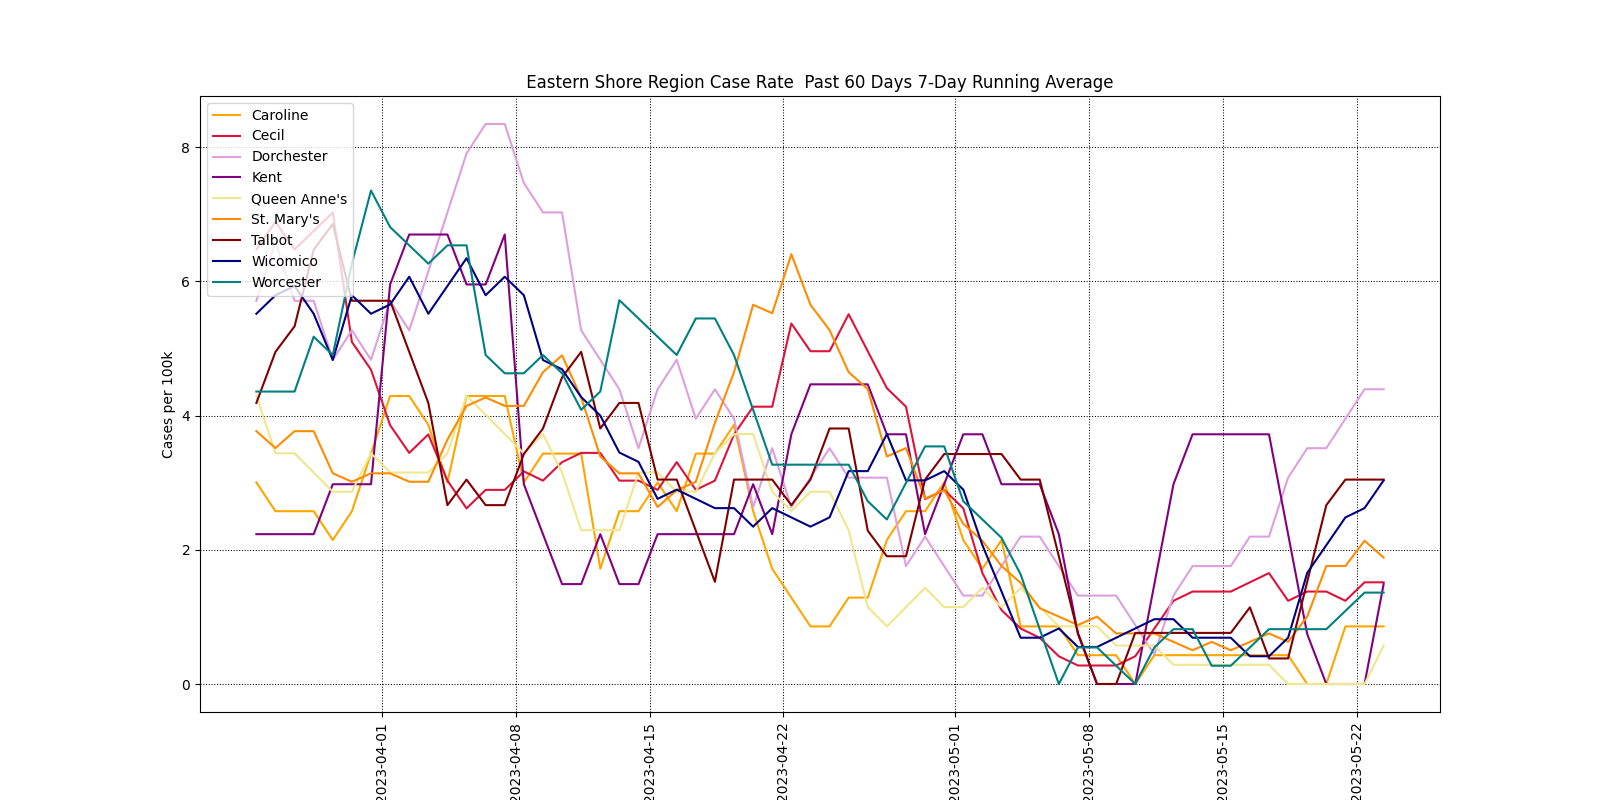 Eastern Shore Region Case Rate  Past 60 Days 7-Day Running Average
Caroline
Cecil
Dorchester
Kent
Queen Anne's
St. Mary's
Talbot
Wicomico
Worcester
Cases per 100k
8
6
4
2
0
2023-04-01
2023-04-08
2023-04-15
2023-04-22
2023-05-01
2023-05-08
2023-05-15
2023-05-22